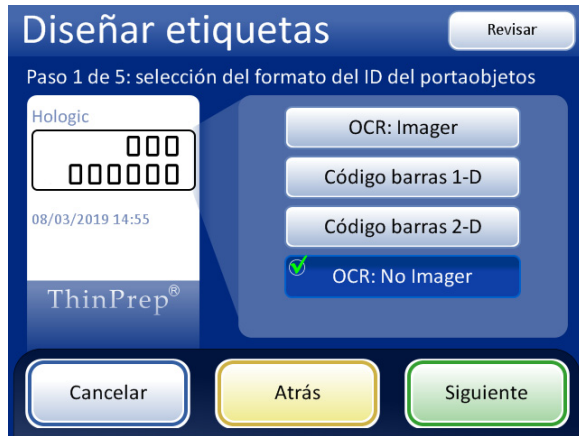 Diseñar etiquetas
Revisar
Paso 1 de 5: selección del formato del ID del portaobjetos
Hologic
000
000000
08/03/2019 14:55
ThinPrep®
OCR: Imager
Código barras 1-D
Código barras 2-D
OCR: No Imager
Cancelar
Atrás
Siguiente